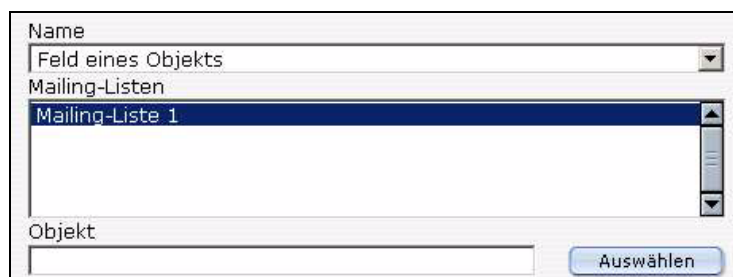 Name
Feld eines Objekts
Mailing-Listen
Mailing-Liste 1
Objekt
Auswählen